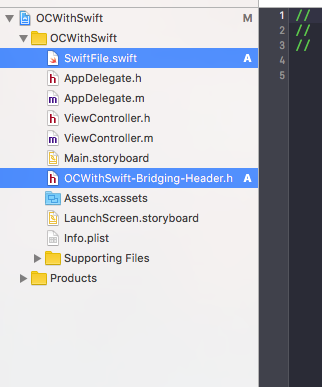 OCWithSwift M
OCWithSwift
SwiftFile.swift A
AppDelegate.h
AppDelegate.m
ViewController.h
ViewController.m
Main.storyboard
OCWithSwift-Bridging-Header.h A
Assets.xcassets
LaunchScreen.storyboard
Info.plist
Supporting Files
Products
1 //
2 //
3 //
4
5